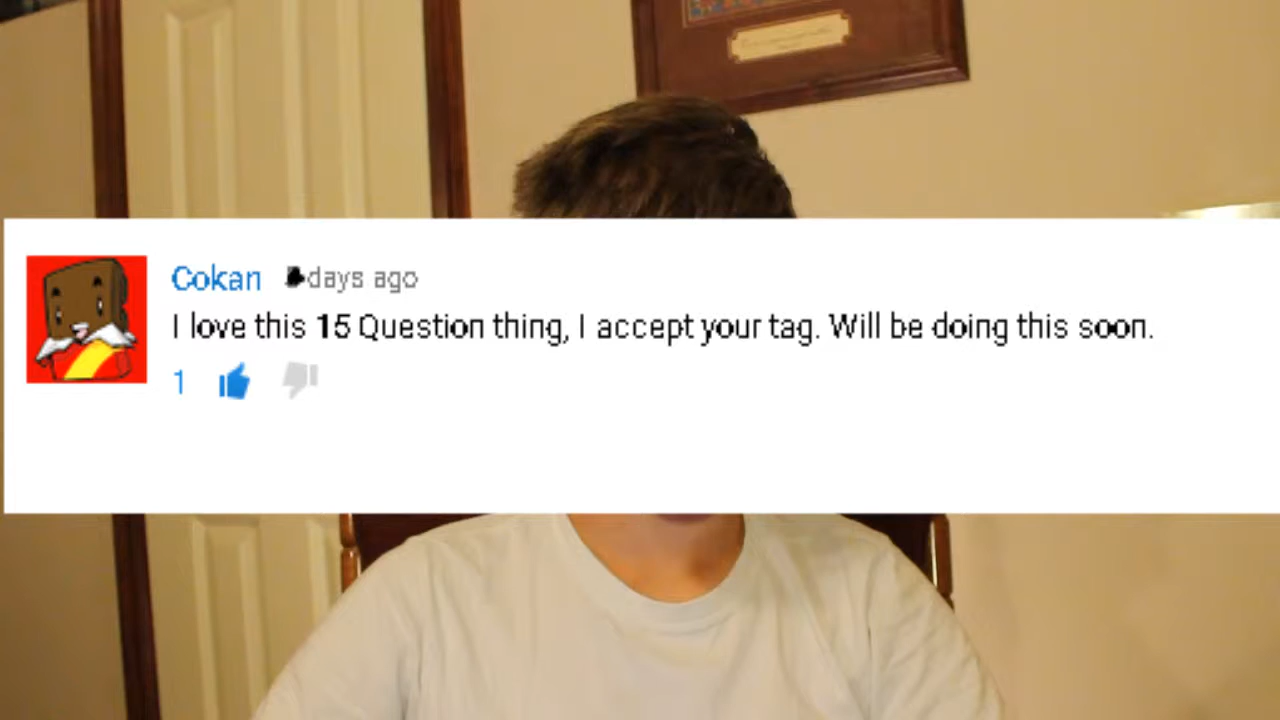 Cokan days ago
I love this 15 Question thing, I accept your tag. Will be doing this soon.
1